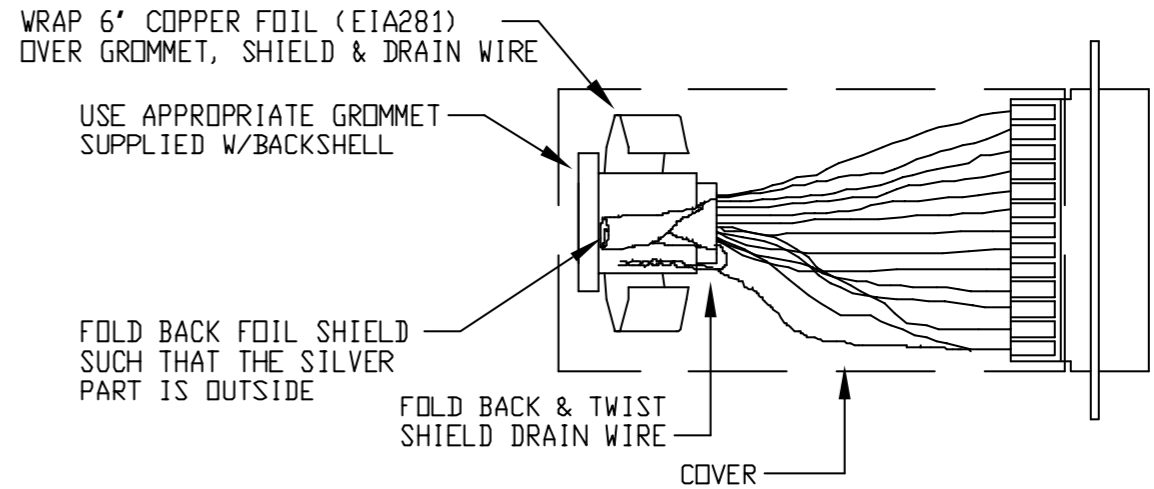 WRAP 6' COPPER FOIL (EIA281)
OVER GROMMET, SHIELD & DRAIN WIRE
USE APPROPRIATE GROMMET
SUPPLIED W/BACKSHELL
FOLD BACK FOIL SHIELD
SUCH THAT THE SILVER
PART IS OUTSIDE
FOLD BACK & TWIST
SHIELD DRAIN WIRE
COVER